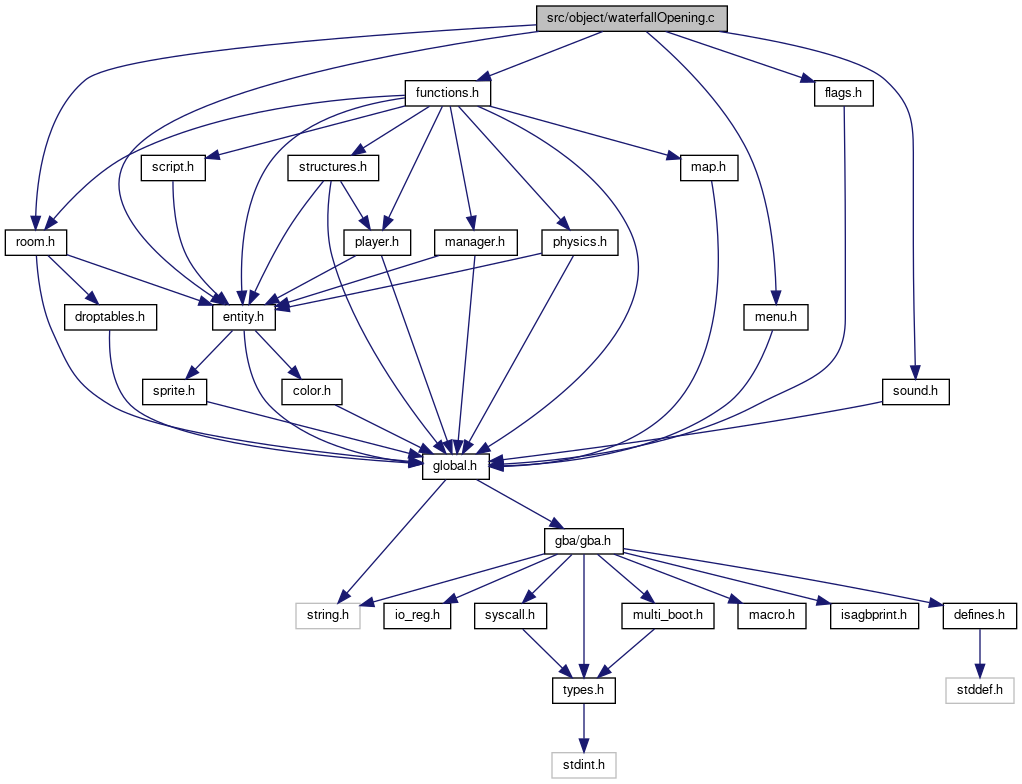 src/object/waterfallOpening.c
functions.h
flags.h
script.h
structures.h
map.h
room.h
player.h
manager.h
physics.h
droptables.h
entity.h
menu.h
sprite.h
color.h
sound.h
global.h
gba/gba.h
string.h
io_reg.h
syscall.h
multi_boot.h
macro.h
isagbprint.h
defines.h
types.h
stddef.h
stdint.h